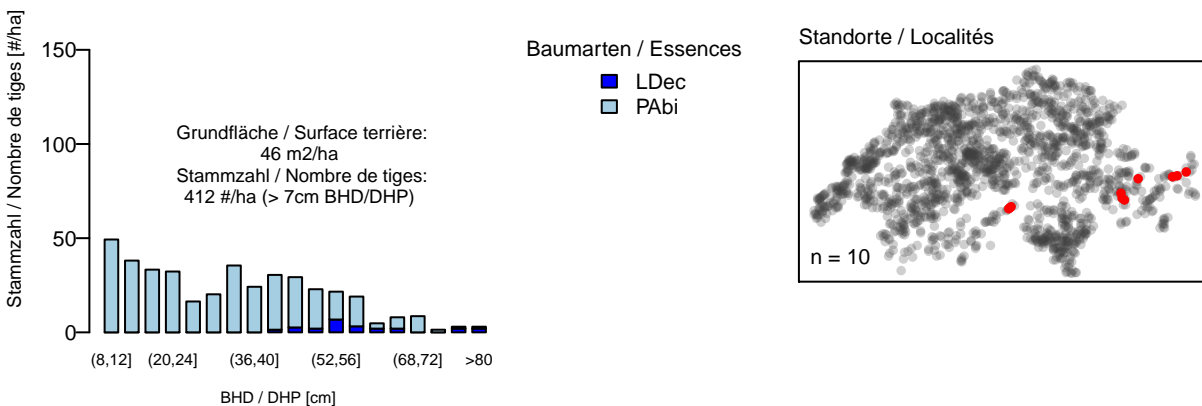 Stammzahl / Nombre de tiges [#/ha]
150
100
50
0
Grundfläche / Surface terrière:
46 m2/ha
Stammzahl / Nombre de tiges:
412 #/ha (> 7cm BHD/DHP)
(8,12]
(20,24]
(36,40]
(52,56]
(68,72]
>80
BHD / DHP [cm]
Baumarten / Essences
LDec
PAbi
Standorte / Localités
n = 10